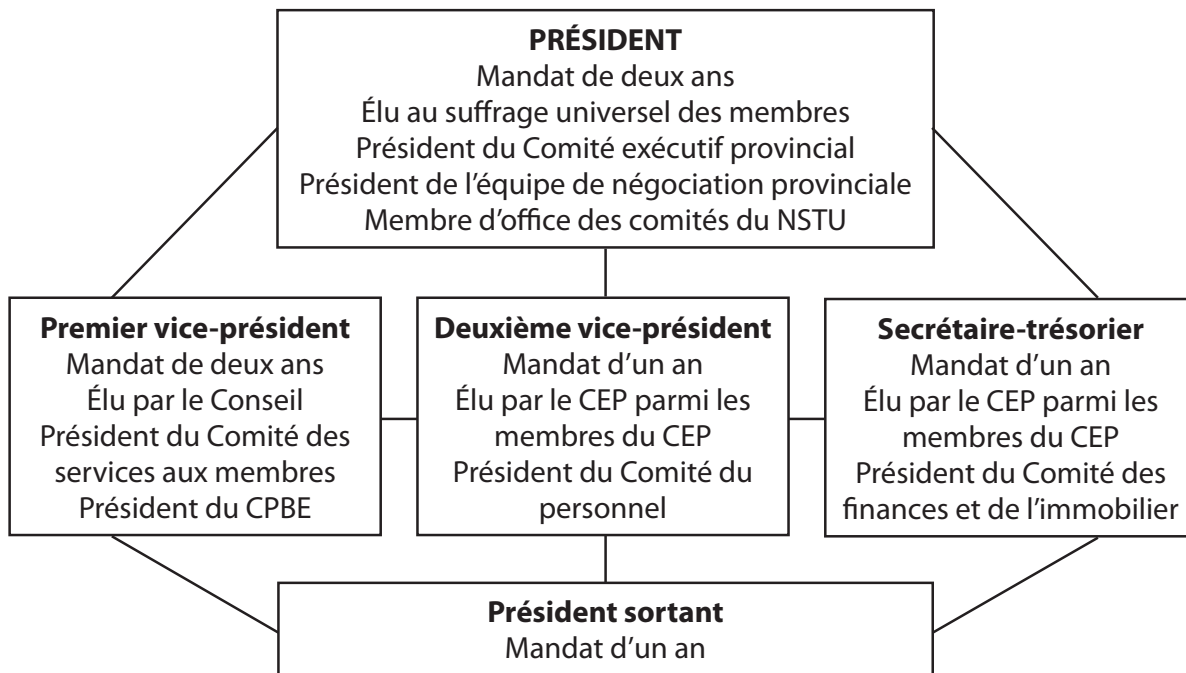 PRÉSIDENT
Mandat de deux ans
Élu au suffrage universel des membres
Président du Comité exécutif provincial
Président de l’équipe de négociation provinciale
Membre d’office des comités du NSTU
Premier vice-président
Mandat de deux ans
Élu par le Conseil
Président du Comité des
services aux membres
Président du CPBE
Deuxième vice-président
Mandat d’un an
Élu par le CEP parmi les
membres du CEP
Président du Comité du
personnel
Secrétaire-trésorier
Mandat d’un an
Élu par le CEP parmi les
membres du CEP
Président du Comité des
finances et de l’immobilier
Président sortant
Mandat d’un an